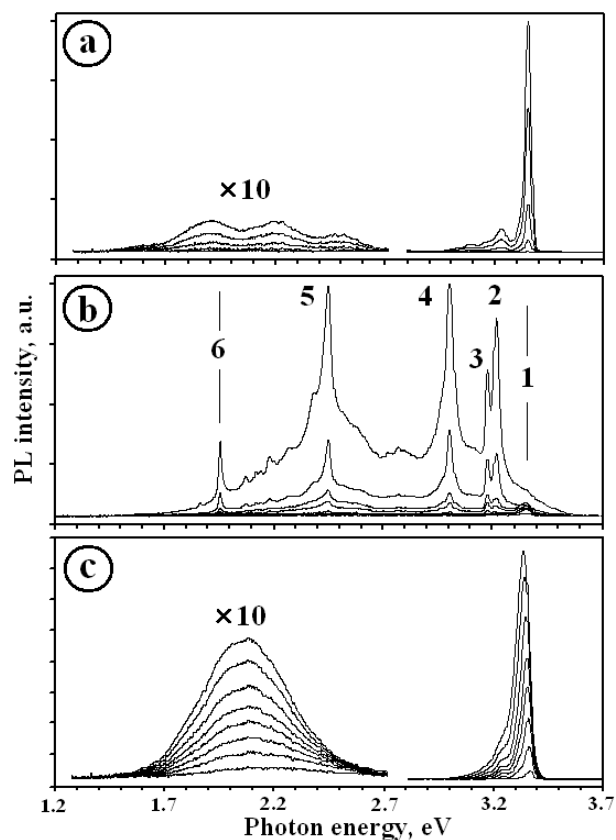 a
×10
b
5
4
2
3
6
1
PL intensity, a.u.
c
×10
1.2 1.7 2.2 2.7 3.2 3.7
Photon energy, eV